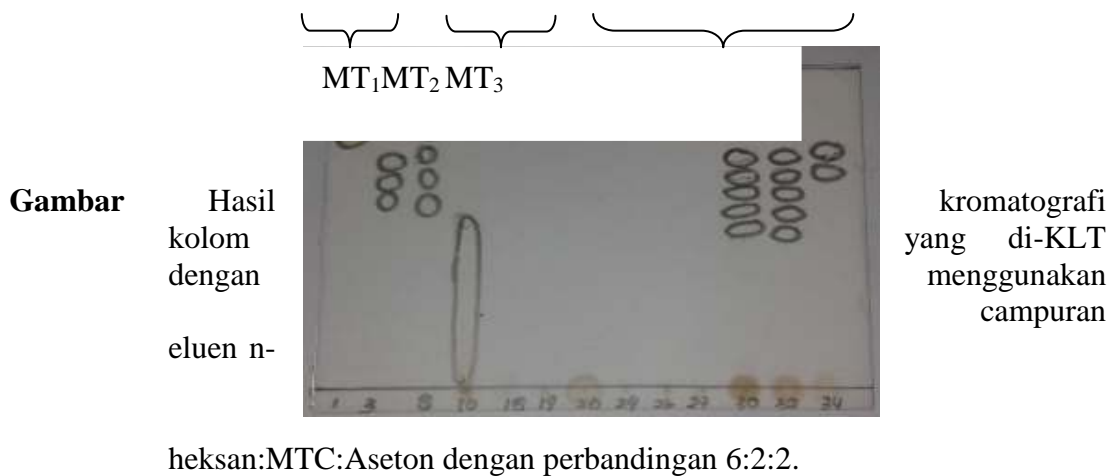 MT₁MT₂ MT₃
Gambar Hasil kromatografi
kolom yang di-KLT
dengan menggunakan
campuran
eluen n-
1 3 8 10 15 19 20 24 26 27 30 32 34
heksan:MTC:Aseton dengan perbandingan 6:2:2.